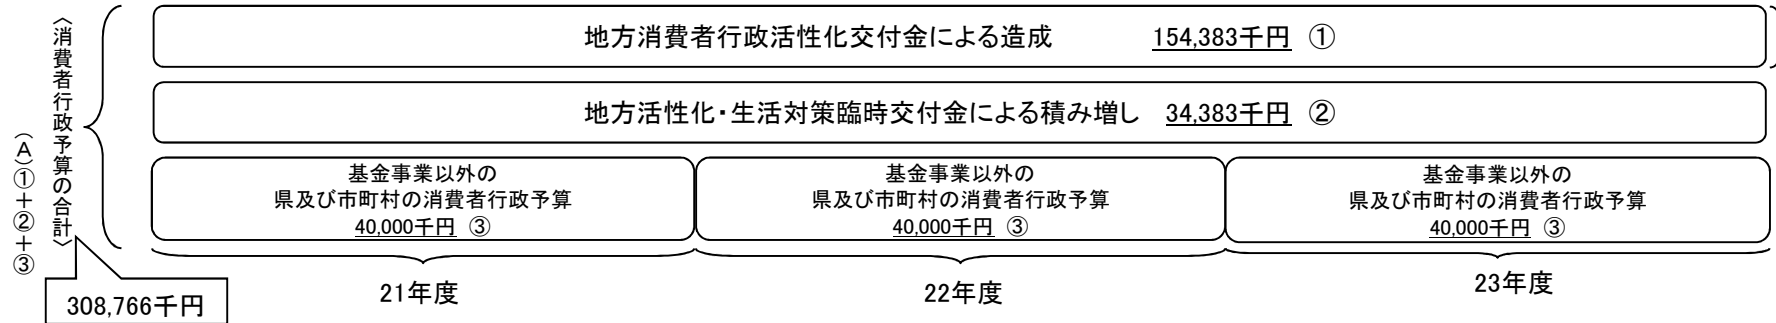 〈消費者行政予算の合計〉
(A)①＋②＋③
地方消費者行政活性化交付金による造成 154,383千円 ①
地方活性化・生活対策臨時交付金による積み増し 34,383千円 ②
基金事業以外の
県及び市町村の消費者行政予算
40,000千円 ③
基金事業以外の
県及び市町村の消費者行政予算
40,000千円 ③
基金事業以外の
県及び市町村の消費者行政予算
40,000千円 ③
21年度
22年度
23年度
308,766千円